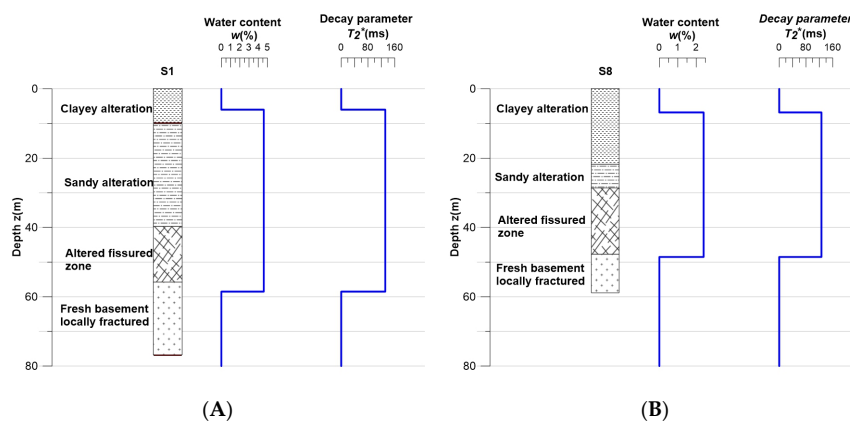 Water content
w(%)
0 1 2 3 4 5
Decay parameter
T2*(ms)
0 80 160
S1
0
Clayey alteration
20
Sandy alteration
Depth z(m)
40
Altered fissured
zone
60
Fresh basement
locally fractured
80
(A)
Water content
w(%)
0 1 2
Decay parameter
T2*(ms)
0 80 160
S8
0
Clayey alteration
20
Sandy alteration
Depth z(m)
40
Altered fissured
zone
Fresh basement
locally fractured
60
80
(B)